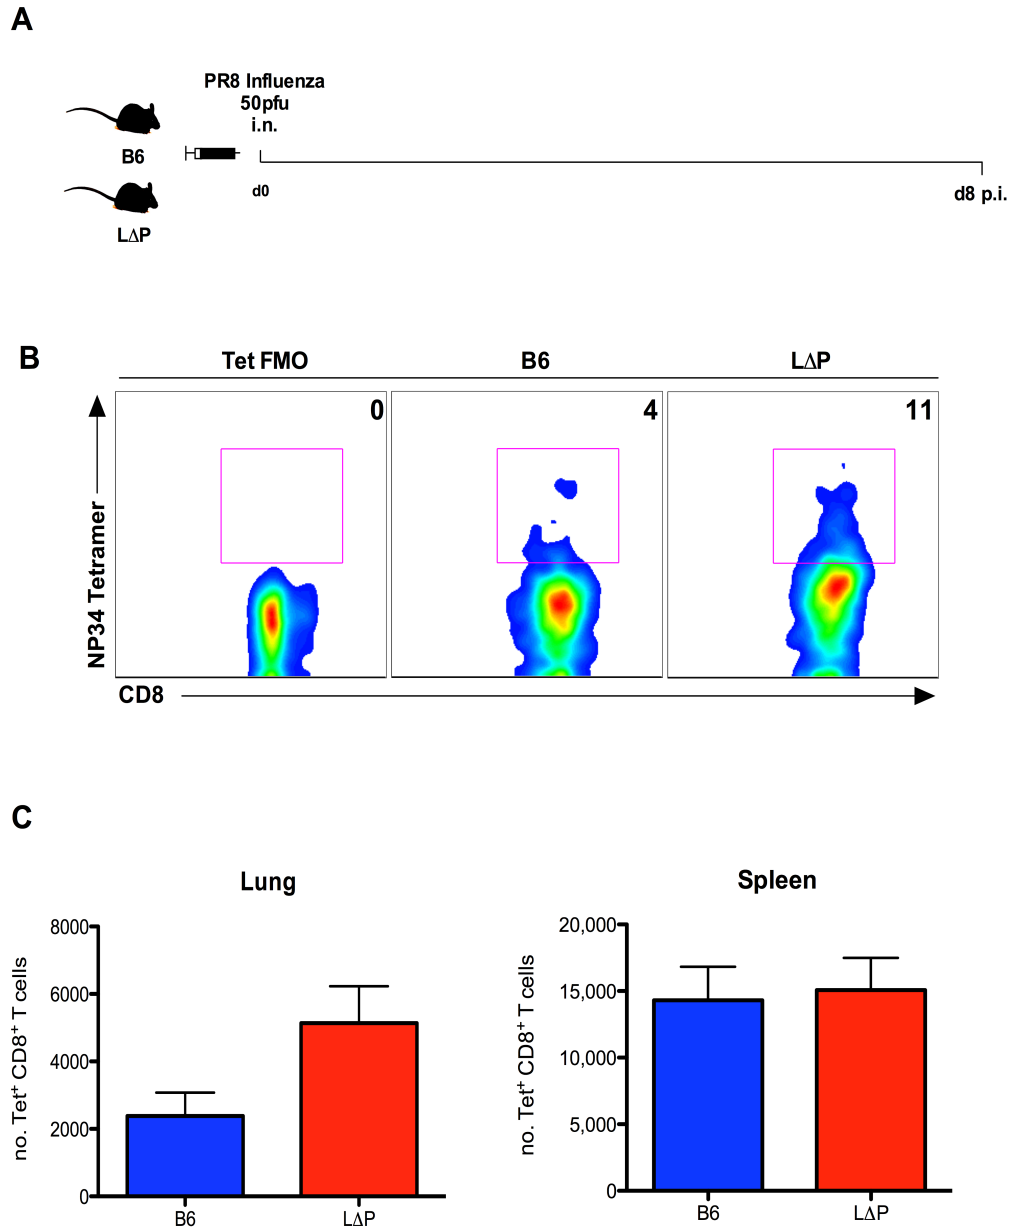 A
PR8 Influenza
50pfu
i.n.
B6
d0
d8 p.i.
LΔP
B
Tet FMO
B6
LΔP
0
4
11
NP34 Tetramer
CD8
C
Lung
no. Tet⁺ CD8⁺ T cells
8000
6000
4000
2000
0
B6
LΔP
Spleen
no. Tet⁺ CD8⁺ T cells
20,000
15,000
10,000
5,000
0
B6
LΔP